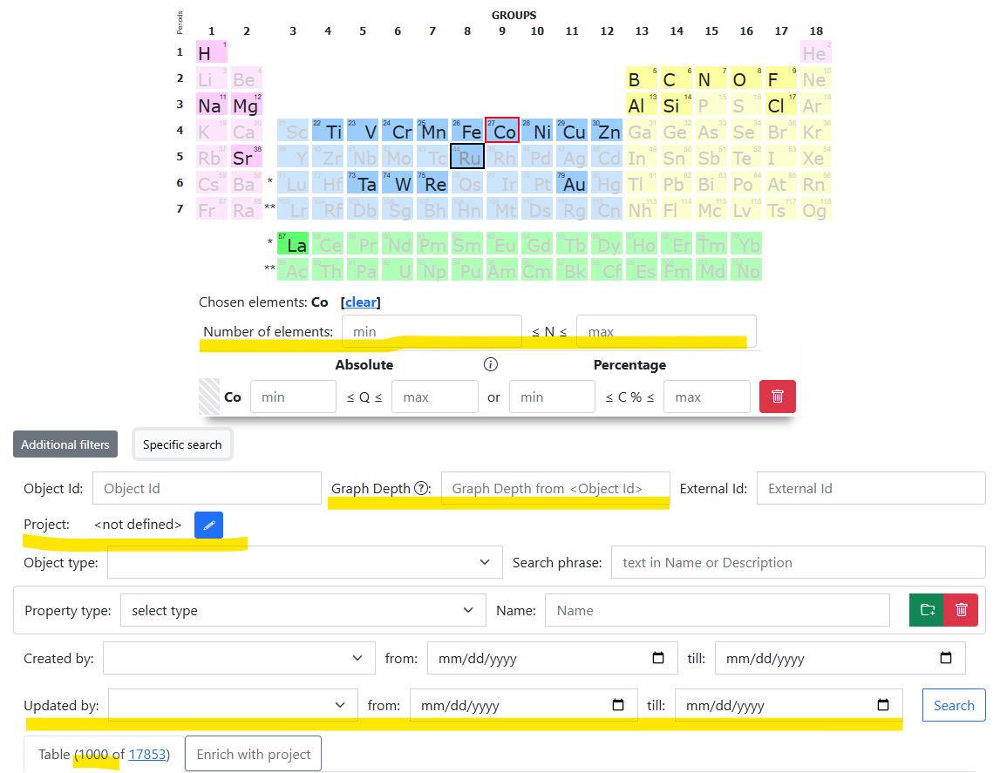 GROUPS
Periods 1 2 3 4 5 6 7 8 9 10 11 12 13 14 15 16 17 18
1 H 1 He 2
2 Li 3 Be 4 B 5 C 6 N 7 O 8 F 9 Ne 10
3 Na 11 Mg 12 Al 13 Si 14 P 15 S 16 Cl 17 Ar 18
4 K 19 Ca 20 21 Sc 22 Ti 23 V 24 Cr 25 Mn 26 Fe 27 Co 28 Ni 29 Cu 30 Zn Ga 31 Ge 32 As 33 Se 34 Br 35 Kr 36
5 Rb 37 Sr 38 39 Y 40 Zr 41 Nb 42 Mo 43 Tc 44 Ru 45 Rh 46 Pd 47 Ag 48 Cd In 49 Sn 50 Sb 51 Te 52 I 53 Xe 54
6 Cs 55 Ba 56 * 71 Lu 72 Hf 73 Ta 74 W 75 Re 76 Os 77 Ir 78 Pt 79 Au 80 Hg Tl 81 Pb 82 Bi 83 Po 84 At 85 Rn 86
7 Fr 87 Ra 88 ** 103 Lr 104 Rf 105 Db 106 Sg 107 Bh 108 Hn 109 Mt 110 Ds 111 Rg 112 Cn Nh 113 Fl 114 Mc 115 Lv 116 Ts 117 Og 118
* 57 La 58 Ce 59 Pr 60 Nd 61 Pm 62 Sm 63 Eu 64 Gd 65 Tb 66 Dy 67 Ho 68 Er 69 Tm 70 Yb
** 89 Ac 90 Th 91 Pa 92 U 93 Np 94 Pu 95 Am 96 Cm 97 Bk 98 Cf 99 Es 100 Fm 101 Md 102 No
Chosen elements: Co [clear]
Number of elements: min ≤ N ≤ max
Absolute Percentage
Co min ≤ Q ≤ max or min ≤ C % ≤ max
Additional filters Specific search
Object Id: Object Id Graph Depth ?: Graph Depth from <Object Id> External Id: External Id
Project: <not defined>
Object type: Search phrase: text in Name or Description
Property type: select type Name: Name
Created by: from: mm/dd/yyyy till: mm/dd/yyyy
Updated by: from: mm/dd/yyyy till: mm/dd/yyyy Search
Table (1000 of 17853) Enrich with project